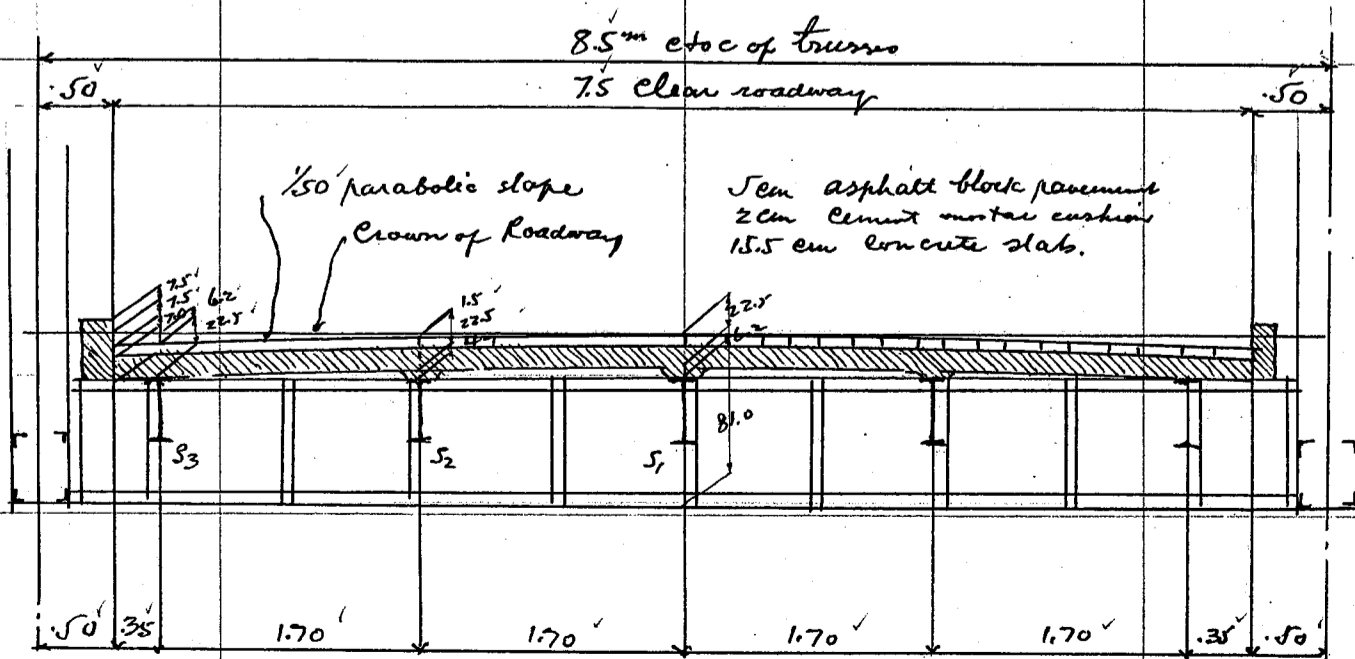 8.5m ctoc of trusses
.50
7.5 Clear roadway
.50
1/50 parabolic slope
Crown of Roadway
5cm asphalt block pavement
2cm cement mortar cushion
15.5 cm concrete slab.
7.5
7.5
7.0
6.2
22.5
1.5
22.5
22.5
6.2
81.0
S3
S2
S1
.50
.35
1.70
1.70
1.70
1.70
.35
.50